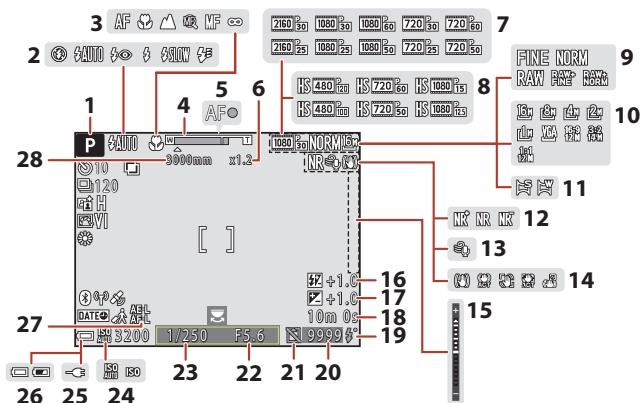 3 AF MF ∞
2 AUTO SLOW
5
AF
1 4 6
2160 30 1080 30 1080 60 720 30 720 60 7
2160 25 1080 25 1080 50 720 25 720 50
HS 480 120 HS 720 60 HS 1080 15 8
HS 480 100 HS 720 50 HS 1080 15
9
FINE NORM
RAW RAW+ FINE RAW+ NORM
10
16M 8M 4M 2M
1M VGA 16:9 12M 3:2 14M
1:1 12M
11
P AUTO W T 1080 30 NORM 16M
28 3000mm x1.2 NR
10
120
H
VI
NR NR NR 12
13
14
15
+1.0 16
+1.0 17
10m 0s 18
19
27 DATE AE-L AF-L
ISO AUTO 3200 1/250 F5.6 9999
26 25 24 23 22 21 20
ISO AUTO ISO